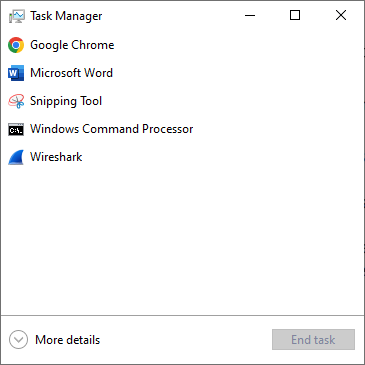 Task Manager
Google Chrome
Microsoft Word
Snipping Tool
Windows Command Processor
Wireshark
More details
End task